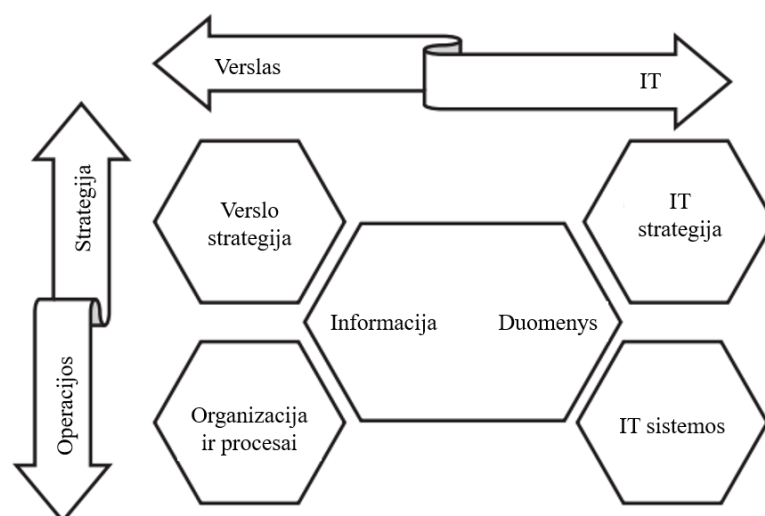 Verslas
IT
Strategija
Operacijos
Verslo
strategija
IT
strategija
Informacija
Duomenys
Organizacija
ir procesai
IT sistemos